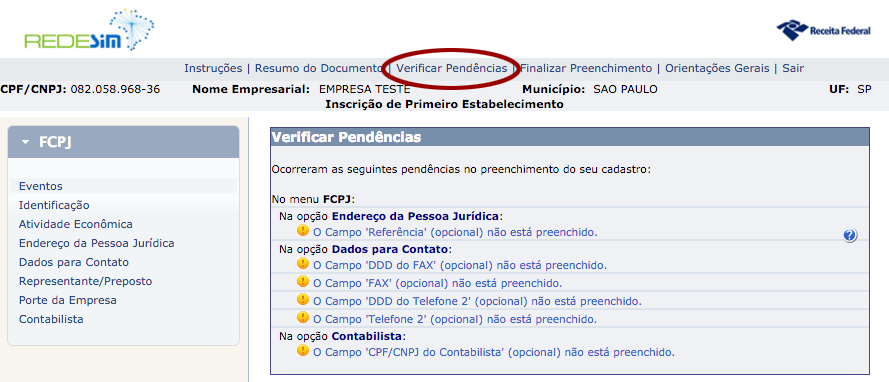 REDESIM
Receita Federal
Instruções | Resumo do Documento | Verificar Pendências | Finalizar Preenchimento | Orientações Gerais | Sair
CPF/CNPJ: 082.058.968-36 Nome Empresarial: EMPRESA TESTE Município: SAO PAULO UF: SP
Inscrição de Primeiro Estabelecimento
FCPJ
Eventos
Identificação
Atividade Econômica
Endereço da Pessoa Jurídica
Dados para Contato
Representante/Preposto
Porte da Empresa
Contabilista
Verificar Pendências
Ocorreram as seguintes pendências no preenchimento do seu cadastro:
No menu FCPJ:
Na opção Endereço da Pessoa Jurídica:
O Campo 'Referência' (opcional) não está preenchido.
Na opção Dados para Contato:
O Campo 'DDD do FAX' (opcional) não está preenchido.
O Campo 'FAX' (opcional) não está preenchido.
O Campo 'DDD do Telefone 2' (opcional) não está preenchido.
O Campo 'Telefone 2' (opcional) não está preenchido.
Na opção Contabilista:
O Campo 'CPF/CNPJ do Contabilista' (opcional) não está preenchido.